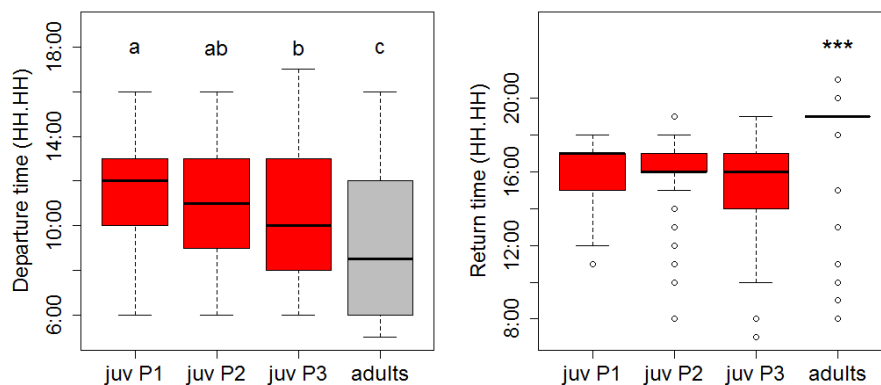 a ab b c
Departure time (HH.HH)
18:00
14:00
10:00
6:00
juv P1 juv P2 juv P3 adults
***
Return time (HH.HH)
20:00
16:00
12:00
8:00
juv P1 juv P2 juv P3 adults